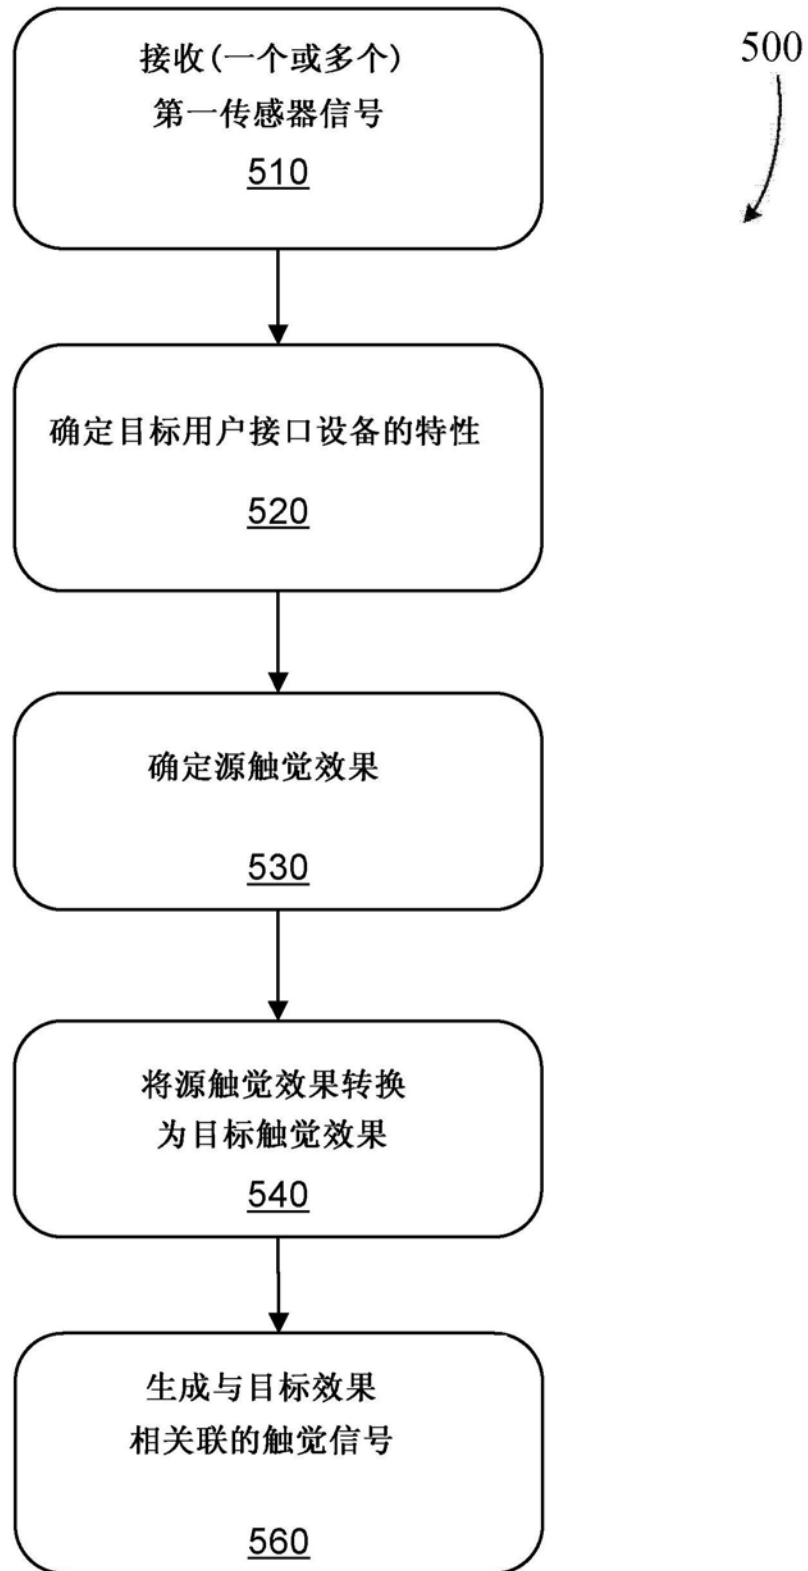 500
接收(一个或多个)
第一传感器信号
510
确定目标用户接口设备的特性
520
确定源触觉效果
530
将源触觉效果转换
为目标触觉效果
540
生成与目标效果
相关联的触觉信号
560